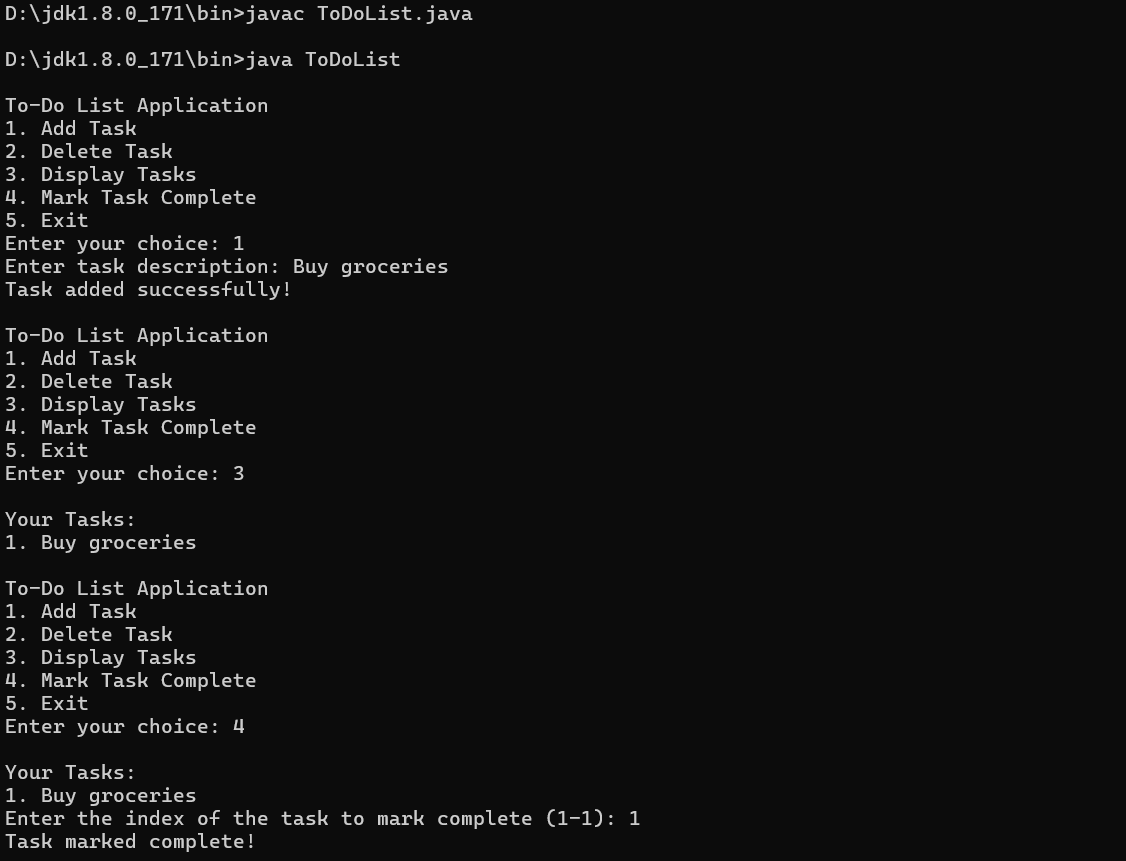 D:\jdk1.8.0_171\bin>javac ToDoList.java
D:\jdk1.8.0_171\bin>java ToDoList
To-Do List Application
1. Add Task
2. Delete Task
3. Display Tasks
4. Mark Task Complete
5. Exit
Enter your choice: 1
Enter task description: Buy groceries
Task added successfully!
To-Do List Application
1. Add Task
2. Delete Task
3. Display Tasks
4. Mark Task Complete
5. Exit
Enter your choice: 3
Your Tasks:
1. Buy groceries
To-Do List Application
1. Add Task
2. Delete Task
3. Display Tasks
4. Mark Task Complete
5. Exit
Enter your choice: 4
Your Tasks:
1. Buy groceries
Enter the index of the task to mark complete (1-1): 1
Task marked complete!